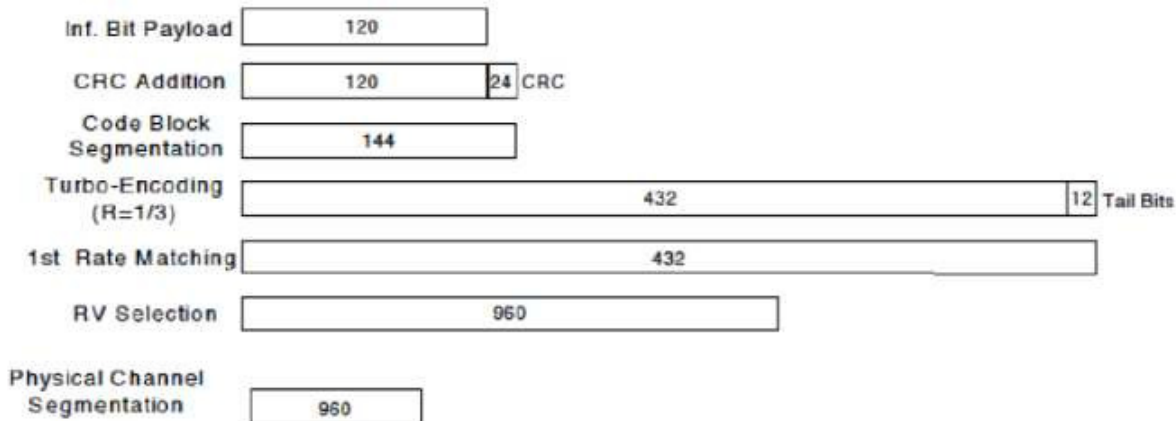 Inf. Bit Payload 120
CRC Addition 120 24 CRC
Code Block
Segmentation 144
Turbo-Encoding
(R=1/3) 432 12 Tail Bits
1st Rate Matching 432
RV Selection 960
Physical Channel
Segmentation 960